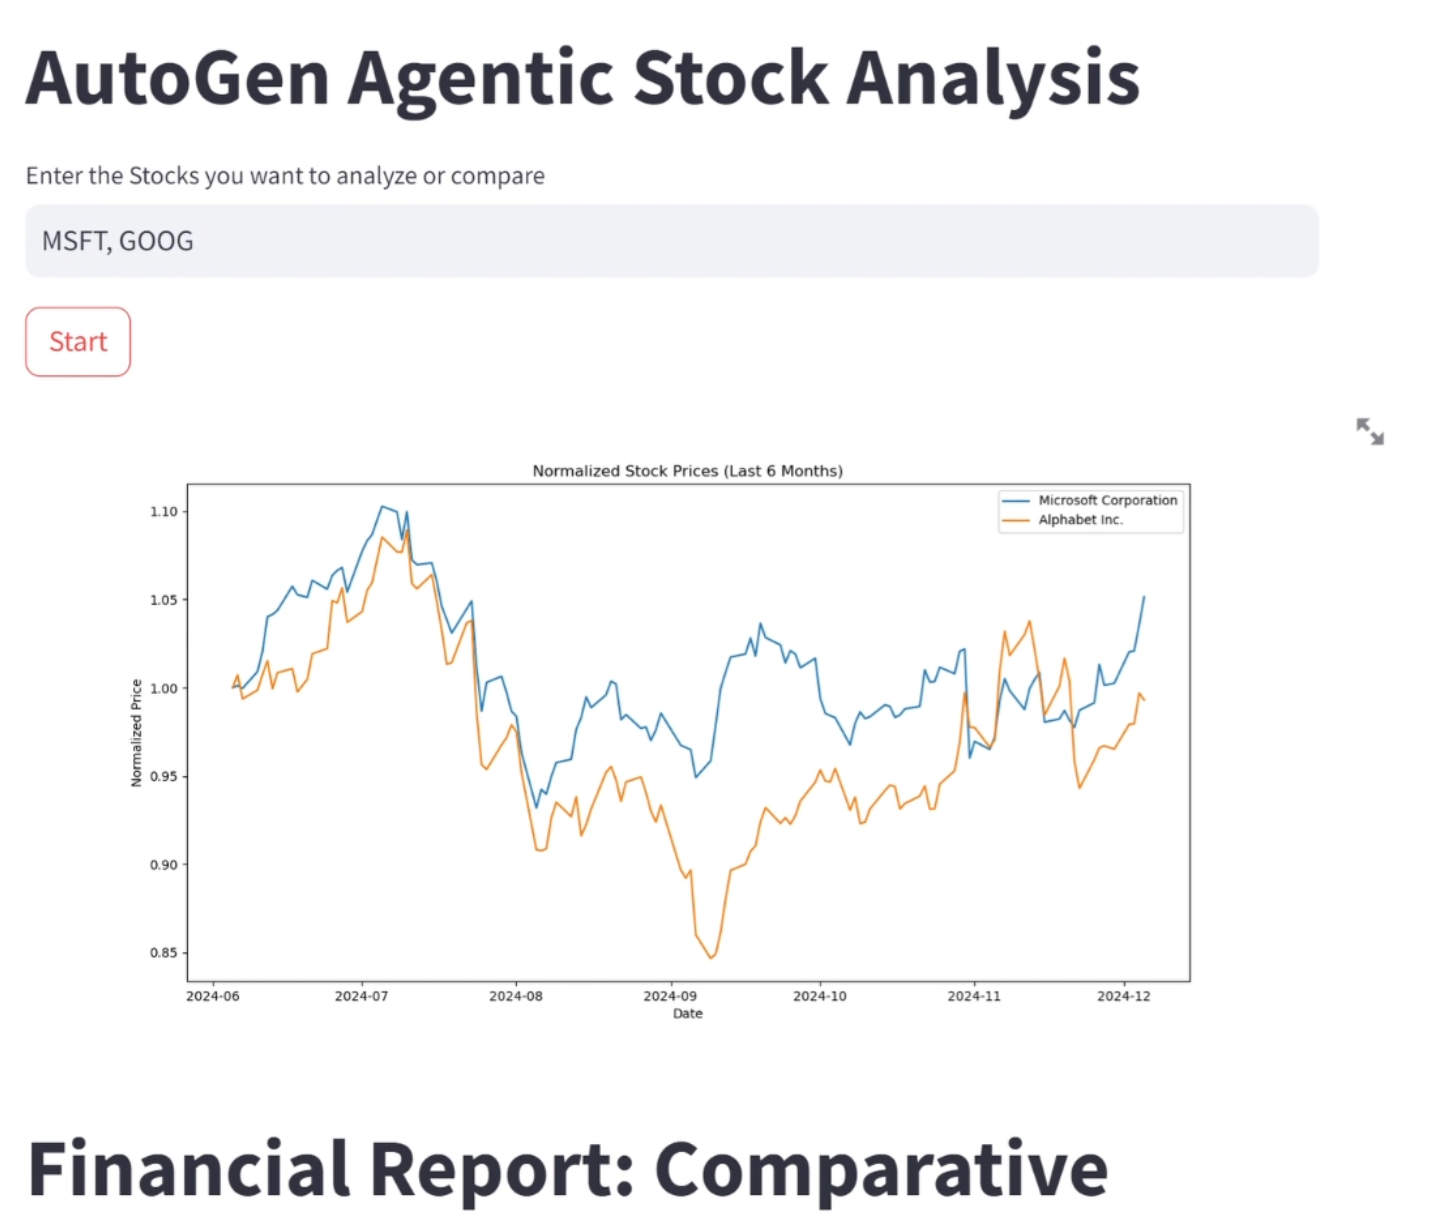 AutoGen Agentic Stock Analysis
Enter the Stocks you want to analyze or compare
MSFT, GOOG
Start
Normalized Stock Prices (Last 6 Months)
Microsoft Corporation
Alphabet Inc.
Normalized Price
1.10
1.05
1.00
0.95
0.90
0.85
2024-06 2024-07 2024-08 2024-09 2024-10 2024-11 2024-12
Date
Financial Report: Comparative